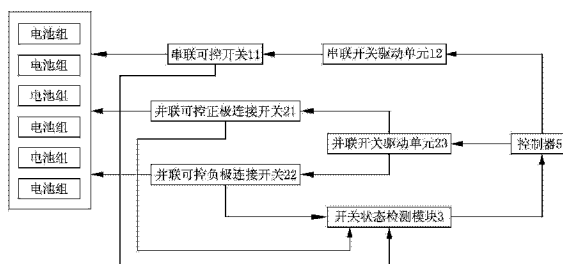 电池组
电池组
电池组
电池组
电池组
电池组
串联可控开关11
串联开关驱动单元12
并联可控正极连接开关21
并联开关驱动单元23
控制器5
并联可控负极连接开关22
开关状态检测模块3